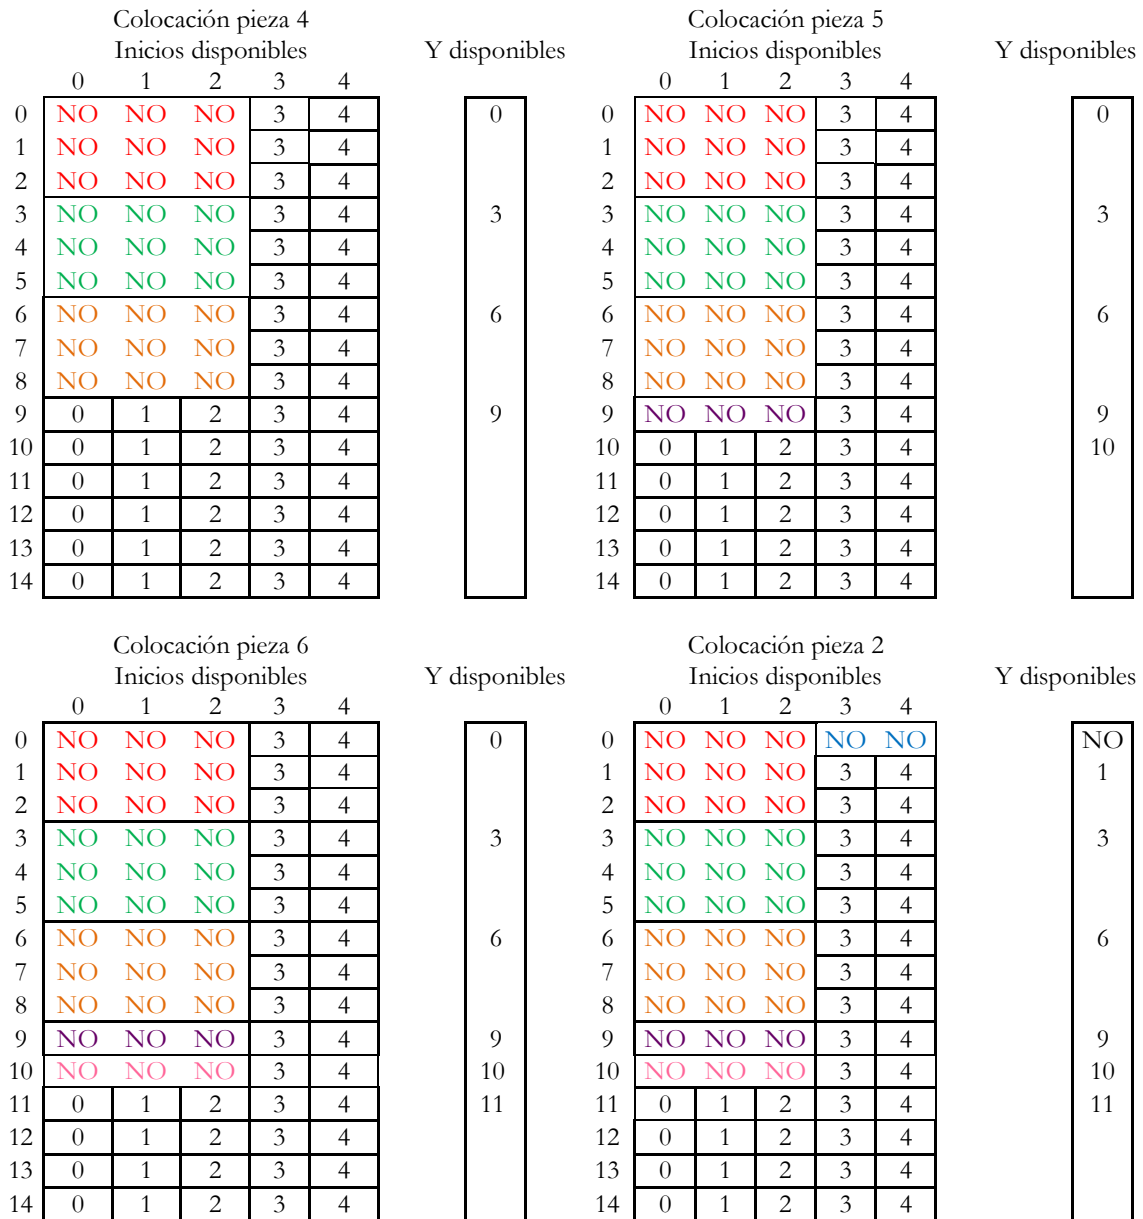 Colocación pieza 4 Colocación pieza 5
Inicios disponibles Y disponibles Inicios disponibles Y disponibles
0 1 2 3 4 0 1 2 3 4
0 NO NO NO 3 4 0 0 NO NO NO 3 4 0
1 NO NO NO 3 4 1 NO NO NO 3 4
2 NO NO NO 3 4 2 NO NO NO 3 4
3 NO NO NO 3 4 3 3 NO NO NO 3 4 3
4 NO NO NO 3 4 4 NO NO NO 3 4
5 NO NO NO 3 4 5 NO NO NO 3 4
6 NO NO NO 3 4 6 6 NO NO NO 3 4 6
7 NO NO NO 3 4 7 NO NO NO 3 4
8 NO NO NO 3 4 8 NO NO NO 3 4
9 0 1 2 3 4 9 9 NO NO NO 3 4 9
10 0 1 2 3 4 10 0 1 2 3 4 10
11 0 1 2 3 4 11 0 1 2 3 4
12 0 1 2 3 4 12 0 1 2 3 4
13 0 1 2 3 4 13 0 1 2 3 4
14 0 1 2 3 4 14 0 1 2 3 4
Colocación pieza 6 Colocación pieza 2
Inicios disponibles Y disponibles Inicios disponibles Y disponibles
0 1 2 3 4 0 1 2 3 4
0 NO NO NO 3 4 0 0 NO NO NO NO NO NO
1 NO NO NO 3 4 1 NO NO NO 3 4 1
2 NO NO NO 3 4 2 NO NO NO 3 4
3 NO NO NO 3 4 3 3 NO NO NO 3 4 3
4 NO NO NO 3 4 4 NO NO NO 3 4
5 NO NO NO 3 4 5 NO NO NO 3 4
6 NO NO NO 3 4 6 6 NO NO NO 3 4 6
7 NO NO NO 3 4 7 NO NO NO 3 4
8 NO NO NO 3 4 8 NO NO NO 3 4
9 NO NO NO 3 4 9 9 NO NO NO 3 4 9
10 NO NO NO 3 4 10 10 NO NO NO 3 4 10
11 0 1 2 3 4 11 11 0 1 2 3 4 11
12 0 1 2 3 4 12 0 1 2 3 4
13 0 1 2 3 4 13 0 1 2 3 4
14 0 1 2 3 4 14 0 1 2 3 4